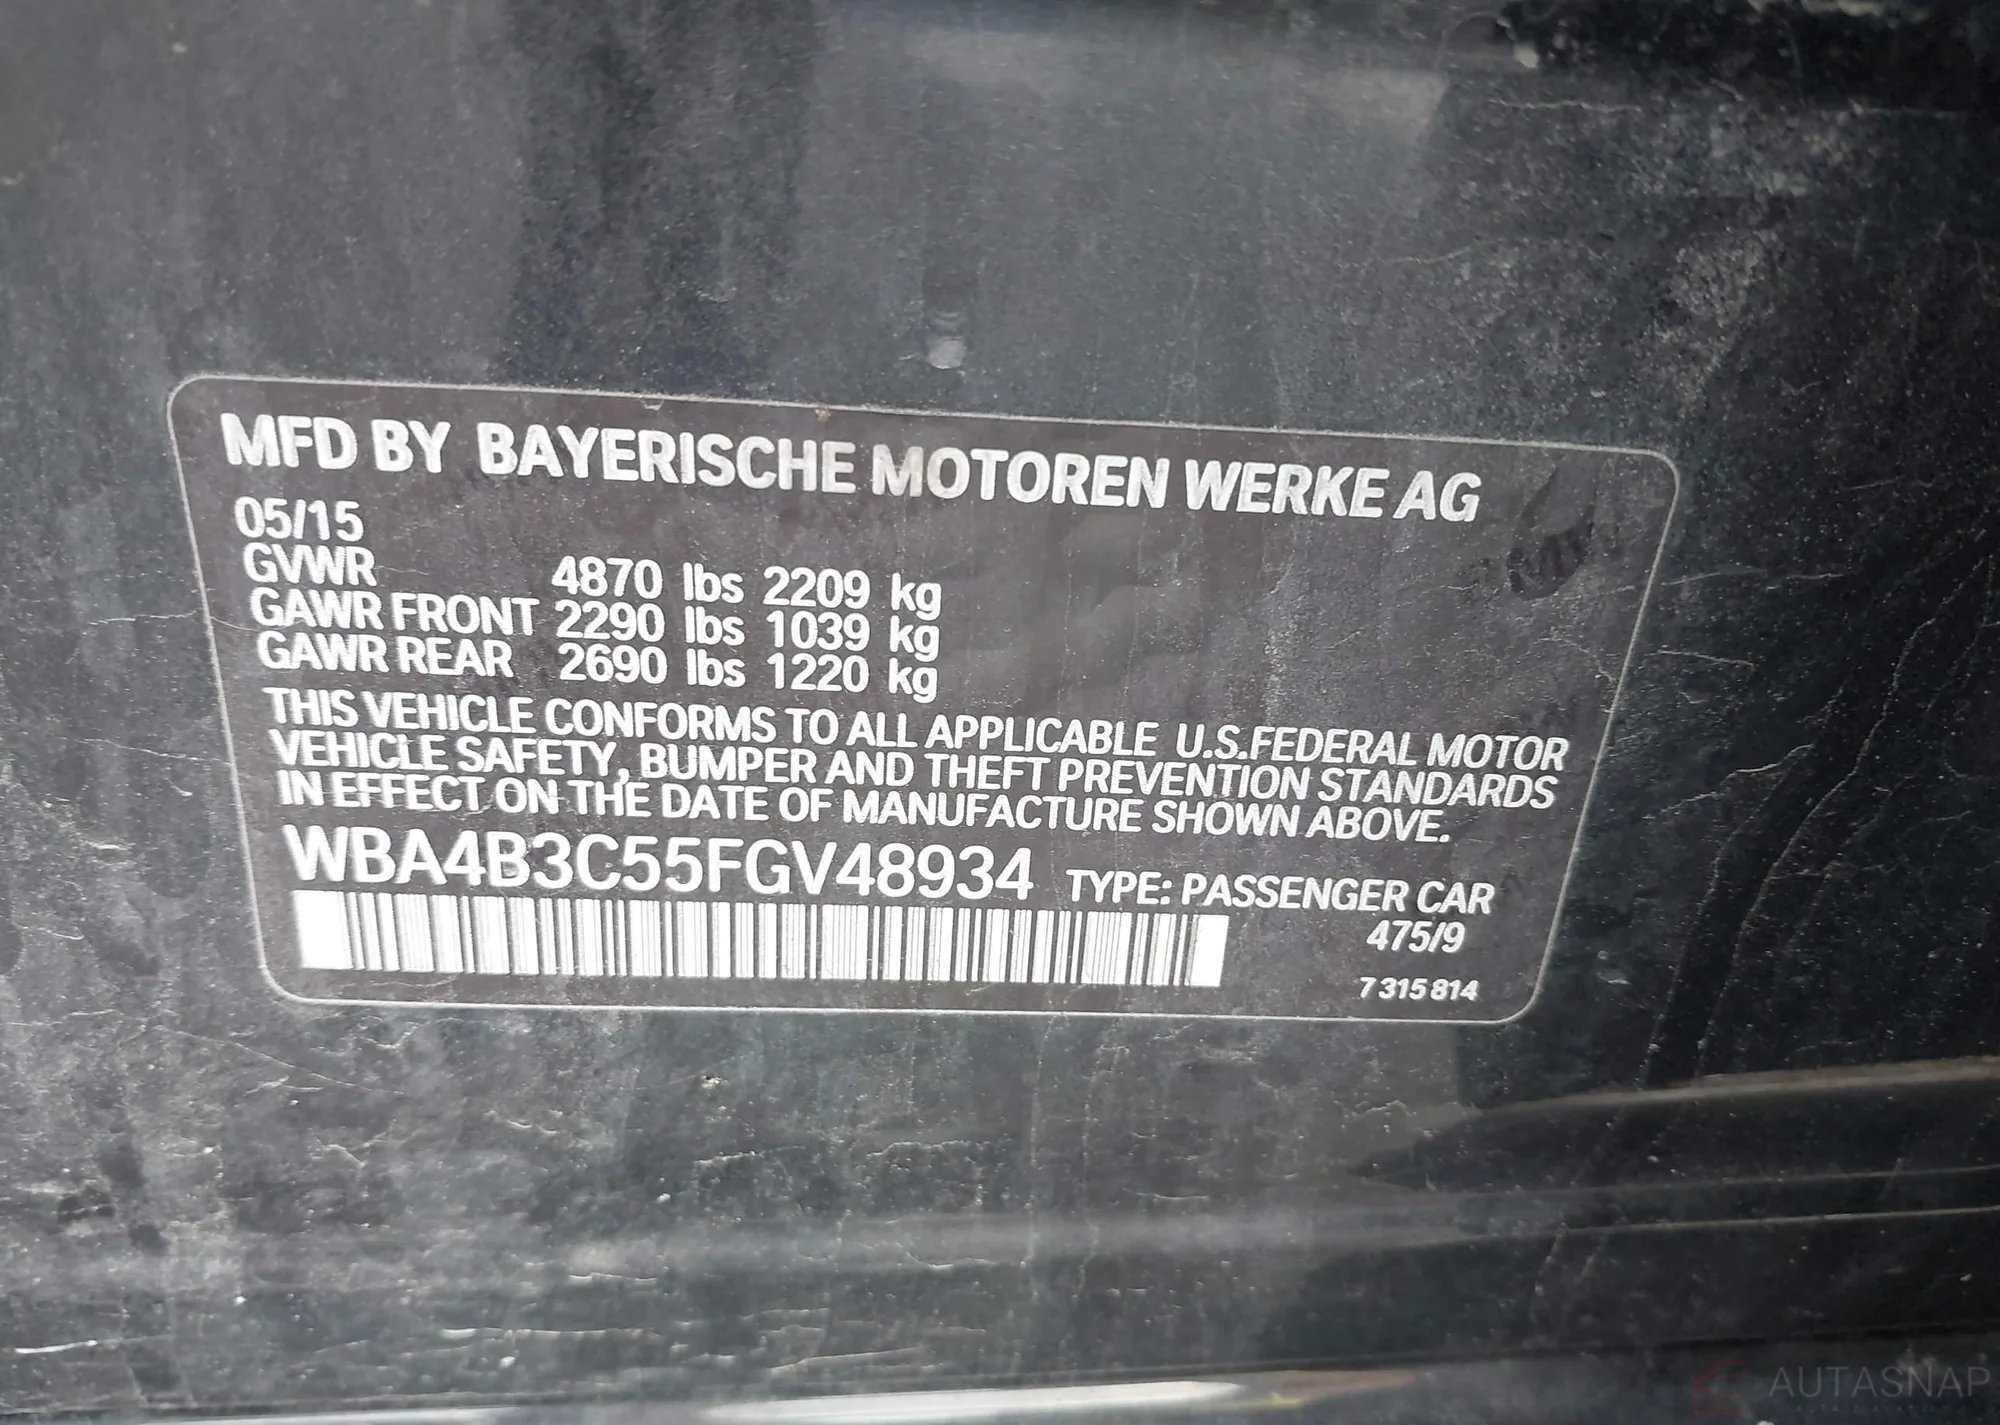 MFD BY BAYERISCHE MOTOREN WERKE AG
05/15
GVWR 4870 lbs 2209 kg
GAWR FRONT 2290 lbs 1039 kg
GAWR REAR 2690 lbs 1220 kg
THIS VEHICLE CONFORMS TO ALL APPLICABLE U.S.FEDERAL MOTOR
VEHICLE SAFETY, BUMPER AND THEFT PREVENTION STANDARDS
IN EFFECT ON THE DATE OF MANUFACTURE SHOWN ABOVE.
WBA4B3C55FGV48934 TYPE: PASSENGER CAR
475/9
7 315 814
AUTASNAP